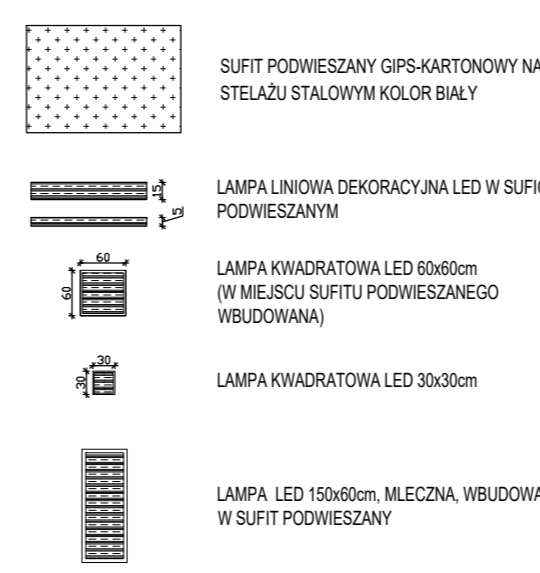 SUFIT PODWIESZANY GIPS-KARTONOWY NA
STELAŻU STALOWYM KOLOR BIAŁY
15
5
LAMPA LINIOWA DEKORACYJNA LED W
PODWIESZANYM
60
60
LAMPA KWADRATOWA LED 60x60cm
(W MIEJSCU SUFITU PODWIESZANEGO
WBUDOWANA)
30
30
LAMPA KWADRATOWA LED 30x30cm
LAMPA LED 150x60cm, MLECZNA,
W SUFIT PODWIESZANY